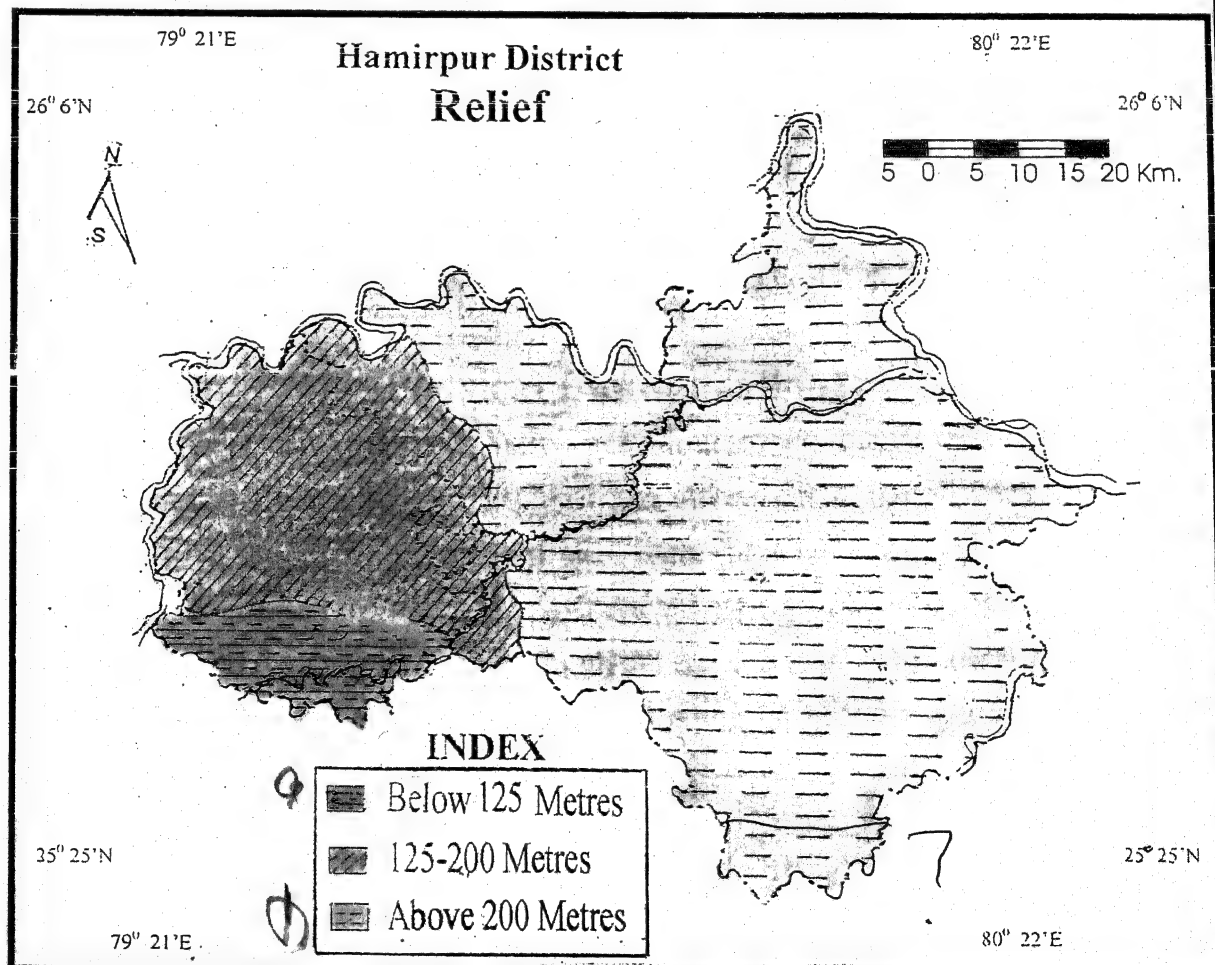 79° 21'E
80° 22'E
Hamirpur District
Relief
26° 6'N
26° 6'N
N
S
5 0 5 10 15 20 Km.
INDEX
Below 125 Metres
125-200 Metres
Above 200 Metres
35° 25'N
25° 25'N
79° 21'E
80° 22'E